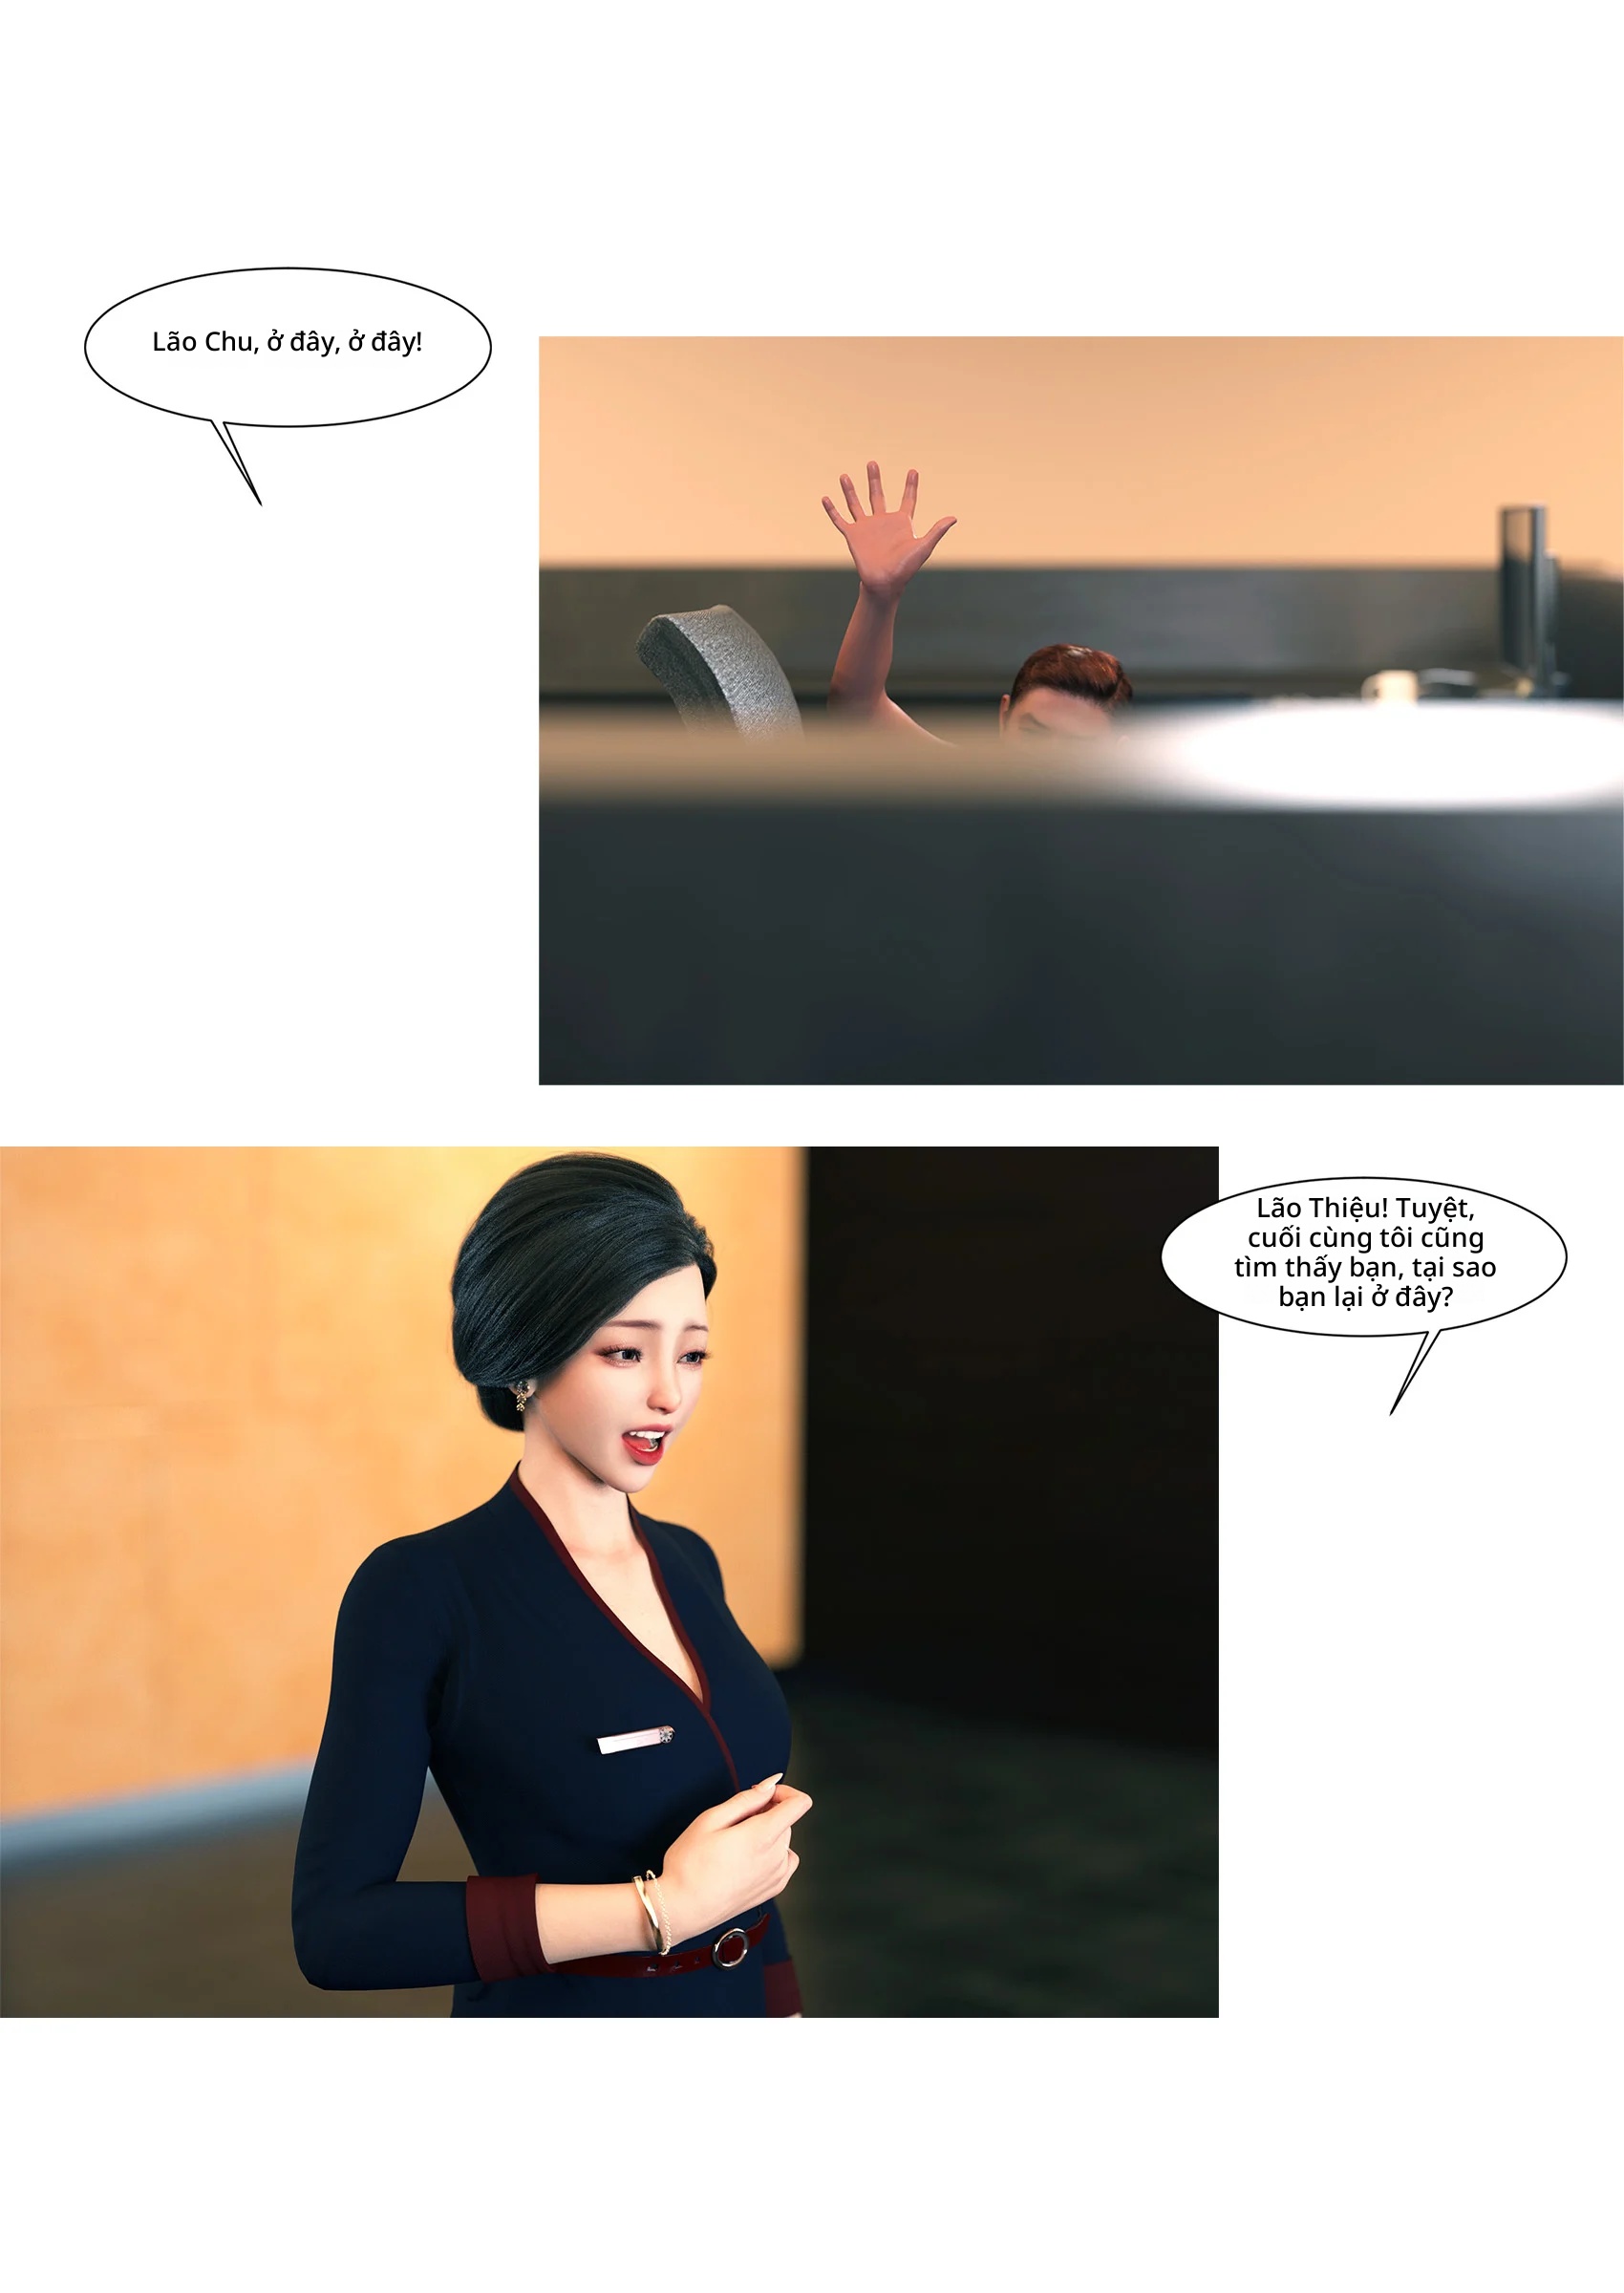 Lão Chu, ở đây, ở đây!
Lão Thiệu! Tuyệt,
cuối cùng tôi cũng
tìm thấy bạn, tại sao
bạn lại ở đây?